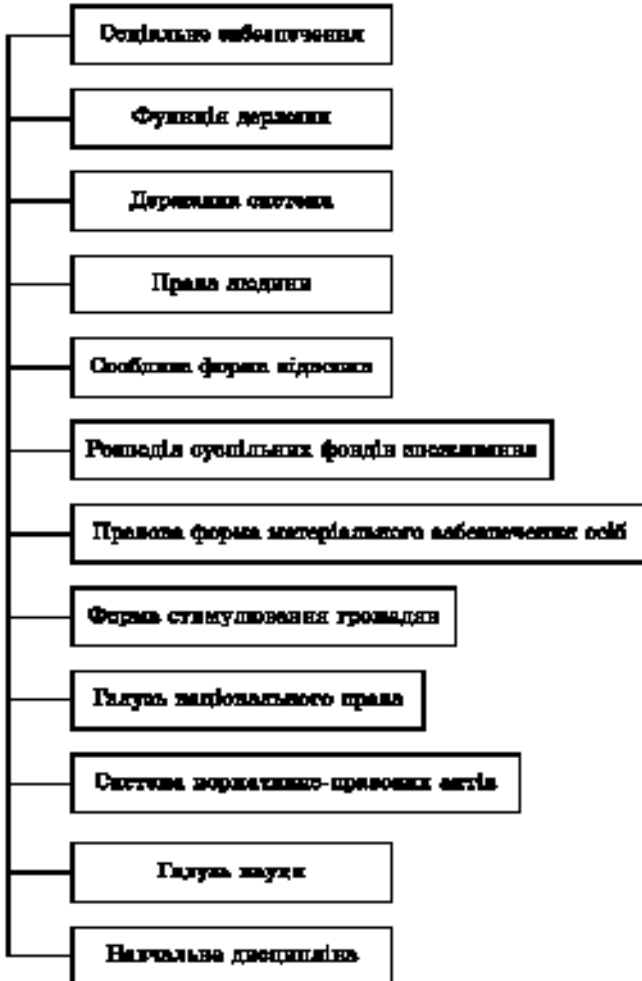 Соціальне забезпечення
Функція держави
Державна система
Права людини
Особлива форма відносин
Розподіл суспільних фондів споживання
Правова форма матеріального забезпечення осіб
Форма стимулювання громадян
Галузь національного права
Система нормативно-правових актів
Галузь науки
Навчальна дисципліна